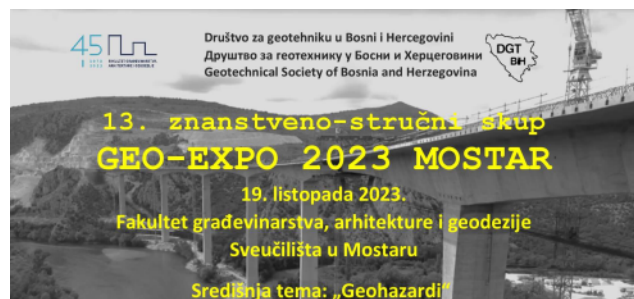 45
Društvo za geotehniku u Bosni i Hercegovini
Друштво за геотехнику у Босни и Херцеговини
Geotechnical Society of Bosnia and Herzegovina
DGT
BiH
13. znanstveno-stručni skup
GEO-EXPO 2023 MOSTAR
19. listopada 2023.
Fakultet građevinarstva, arhitekture i geodezije
Sveučilišta u Mostaru
Središnja tema: „Geohazardi“